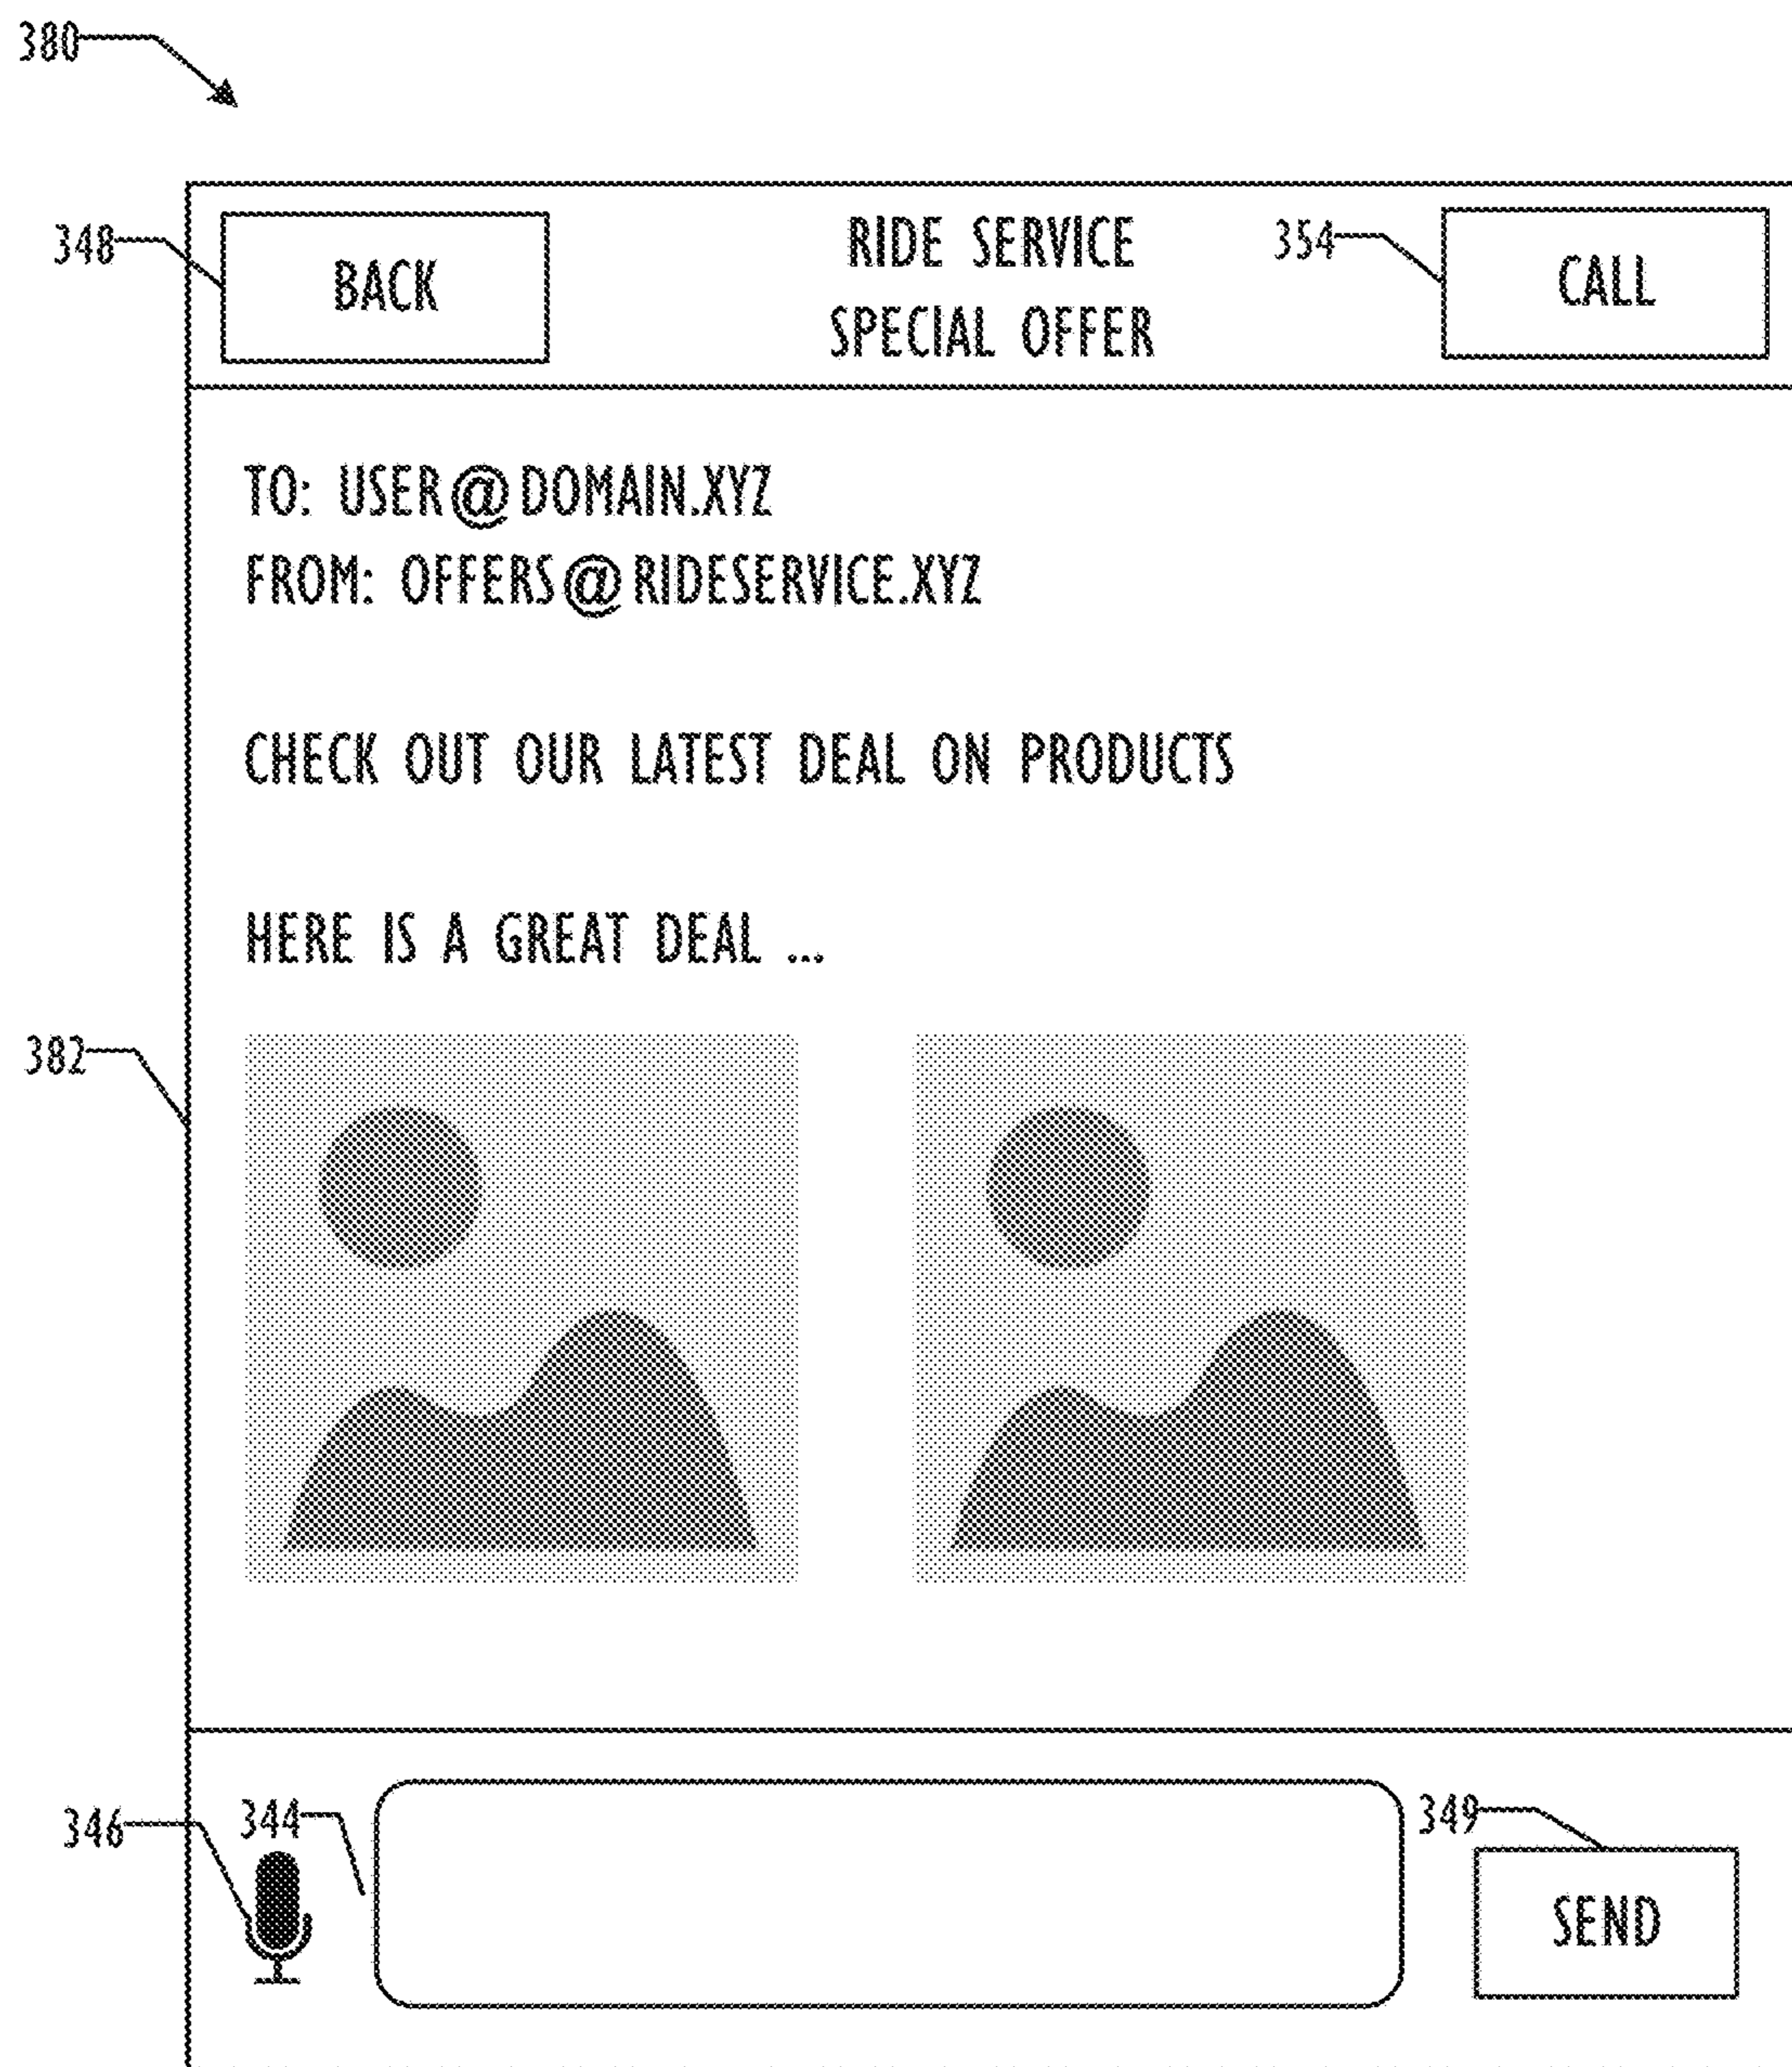 380
348
BACK
RIDE SERVICE
SPECIAL OFFER
354
CALL
TO: USER@DOMAIN.XYZ
FROM: OFFERS@RIDESERVICE.XYZ
CHECK OUT OUR LATEST DEAL ON PRODUCTS
HERE IS A GREAT DEAL ...
382
346
344
349
SEND